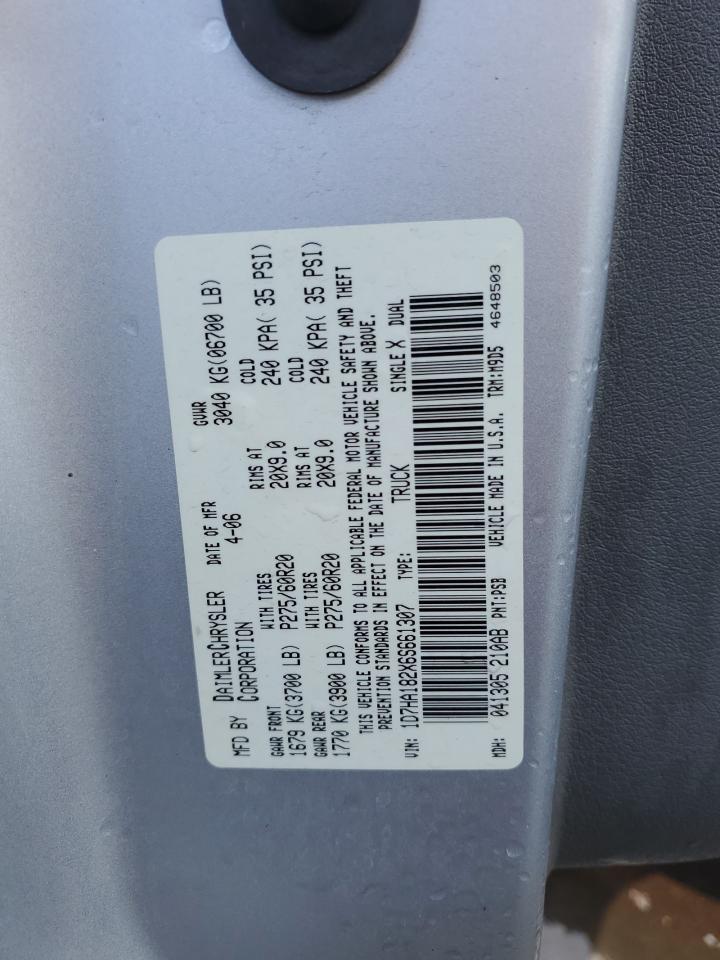 MFD BY DAIMLERCHRYSLER CORPORATION
DATE OF MFR 4-06
GVWR 3040 KG(06700 LB)
GAWR FRONT WITH TIRES RIMS AT COLD
1679 KG(3700 LB) P275/60R20 20X9.0 240 KPA( 35 PSI)
GAWR REAR WITH TIRES RIMS AT COLD
1770 KG(3900 LB) P275/60R20 20X9.0 240 KPA( 35 PSI)
THIS VEHICLE CONFORMS TO ALL APPLICABLE FEDERAL MOTOR VEHICLE SAFETY AND THEFT
PREVENTION STANDARDS IN EFFECT ON THE DATE OF MANUFACTURE SHOWN ABOVE.
VIN: 1D7HA182X6S661307 TYPE: TRUCK SINGLE X DUAL
MDH: 041305 210AB PNT:PSB VEHICLE MADE IN U.S.A. TRM:M9D5 4648503